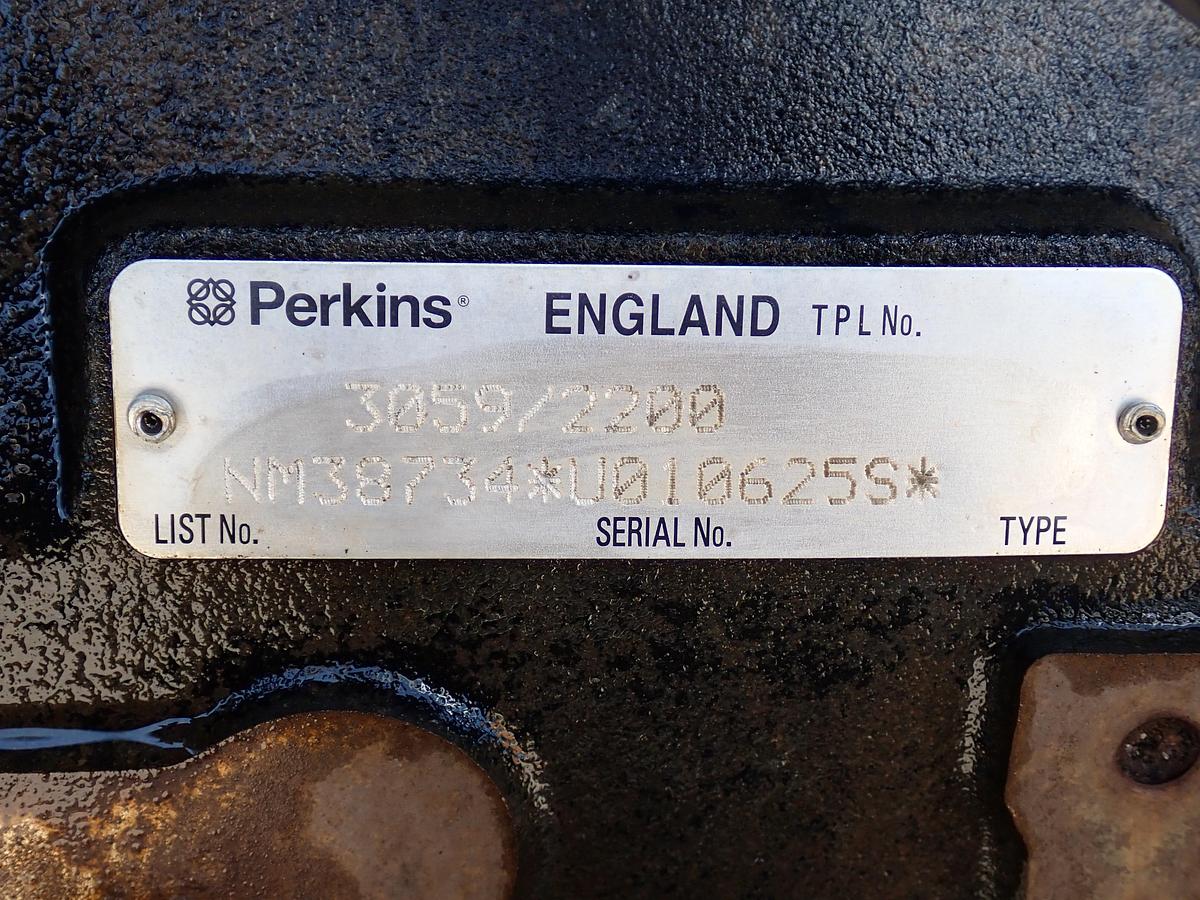 Perkins® ENGLAND TPL No.
3059/2200
NM38734*U010625S*
LIST No. SERIAL No. TYPE